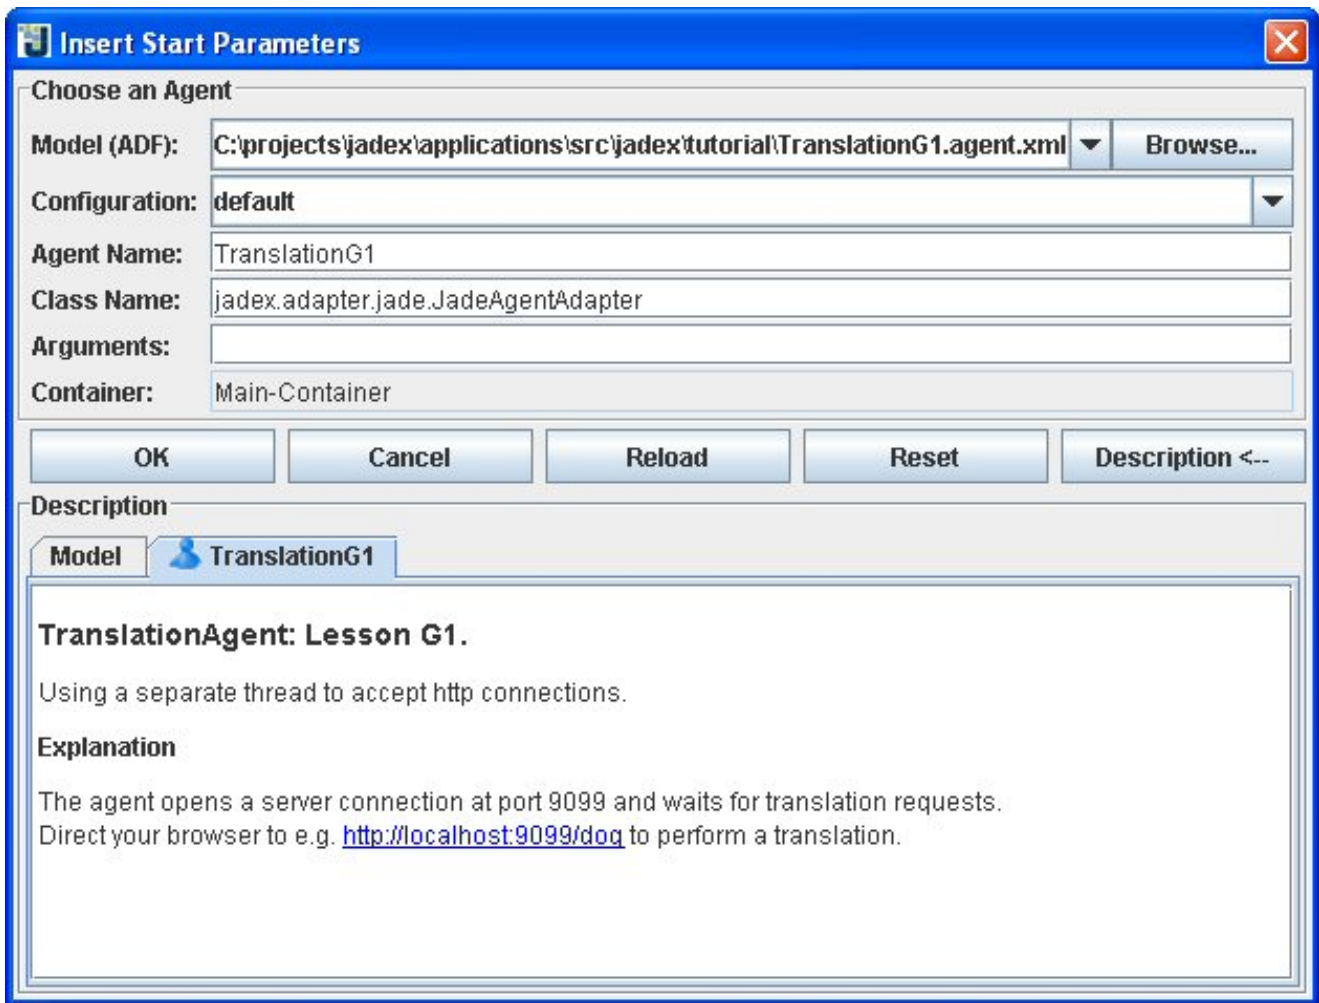 Insert Start Parameters
Choose an Agent
Model (ADF): C:\projects\jadex\applications\src\jadex\tutorial\TranslationG1.agent.xml Browse...
Configuration: default
Agent Name: TranslationG1
Class Name: jadex.adapter.jade.JadeAgentAdapter
Arguments:
Container: Main-Container
OK Cancel Reload Reset Description <--
Description
Model TranslationG1
TranslationAgent: Lesson G1.
Using a separate thread to accept http connections.
Explanation
The agent opens a server connection at port 9099 and waits for translation requests.
Direct your browser to e.g. http://localhost:9099/dog to perform a translation.